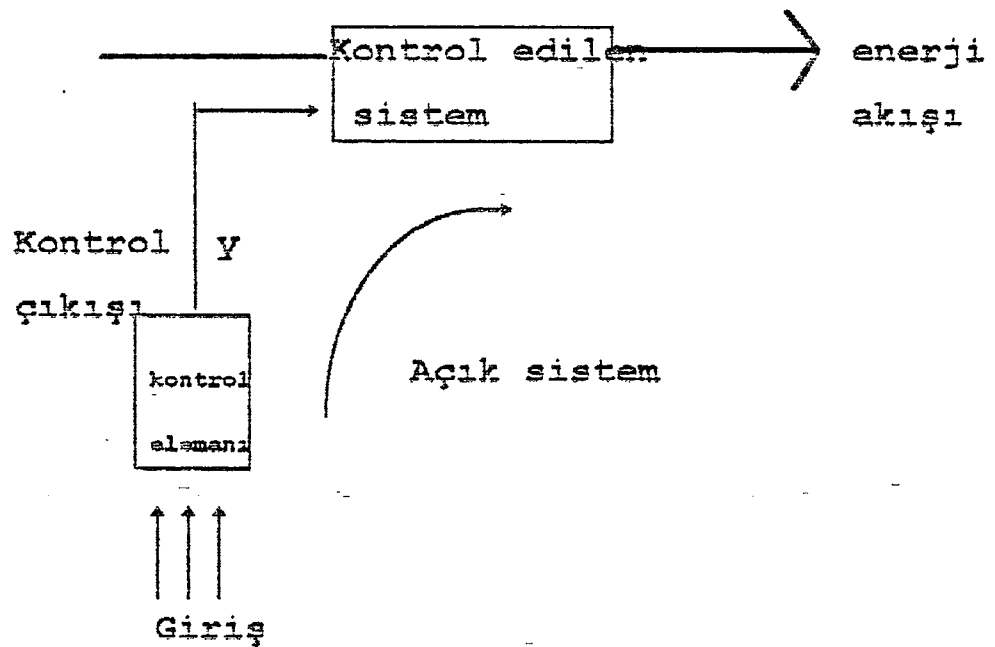 Kontrol edilen
sistem
enerji
akışı
Kontrol y
çıkışı
kontrol
elemanı
Açık sistem
Giriş